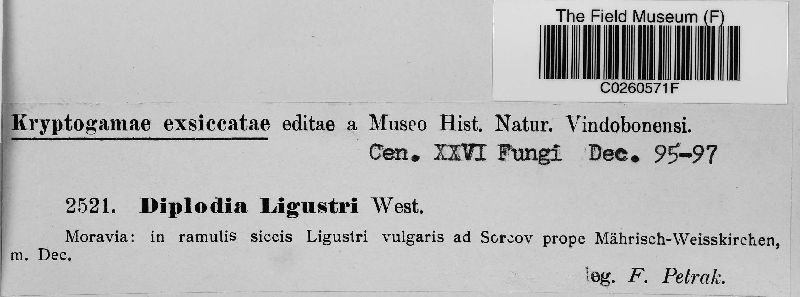 The Field Museum (F)
C0260571F
Kryptogamae exsiccatae editae a Museo Hist. Natur. Vindobonensi.
Cen. XXVI Fungi Dec. 95-97
2521. Diplodia Ligustri West.
Moravia: in ramulis siccis Ligustri vulgaris ad Sorcov prope Mährisch-Weisskirchen,
m. Dec.
leg. F. Petrak.